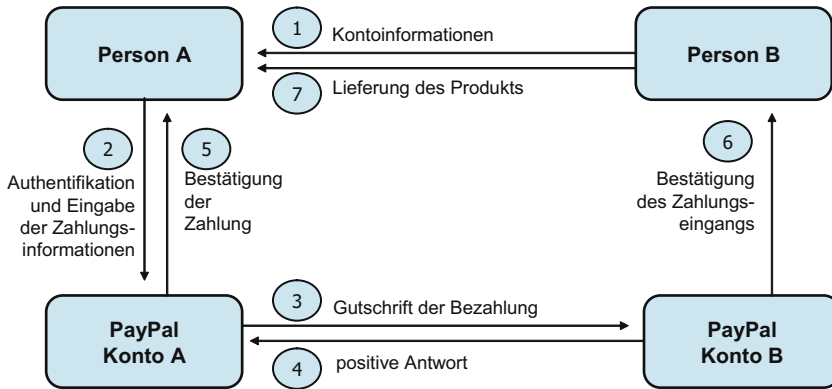 1
Kontoinformationen
Person A
Person B
7
Lieferung des Produkts
2
Authentifikation
und Eingabe
der Zahlungs-
informationen
5
Bestätigung
der
Zahlung
6
Bestätigung
des Zahlungs-
eingangs
3
Gutschrift der Bezahlung
PayPal
Konto A
PayPal
Konto B
4
positive Antwort